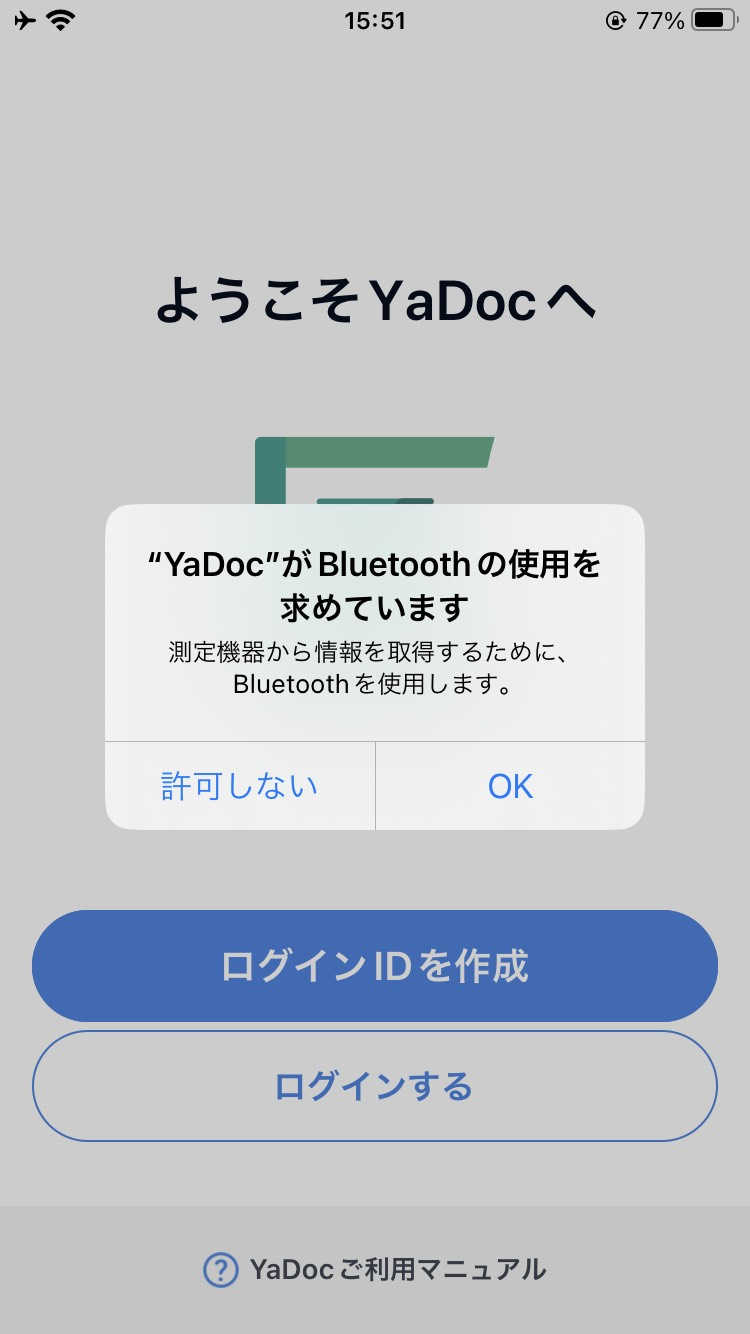 15:51
77%
ようこそYaDocへ
“YaDoc”がBluetoothの使用を
求めています
測定機器から情報を取得するために、
Bluetoothを使用します。
許可しない
OK
ログインIDを作成
ログインする
? YaDocご利用マニュアル